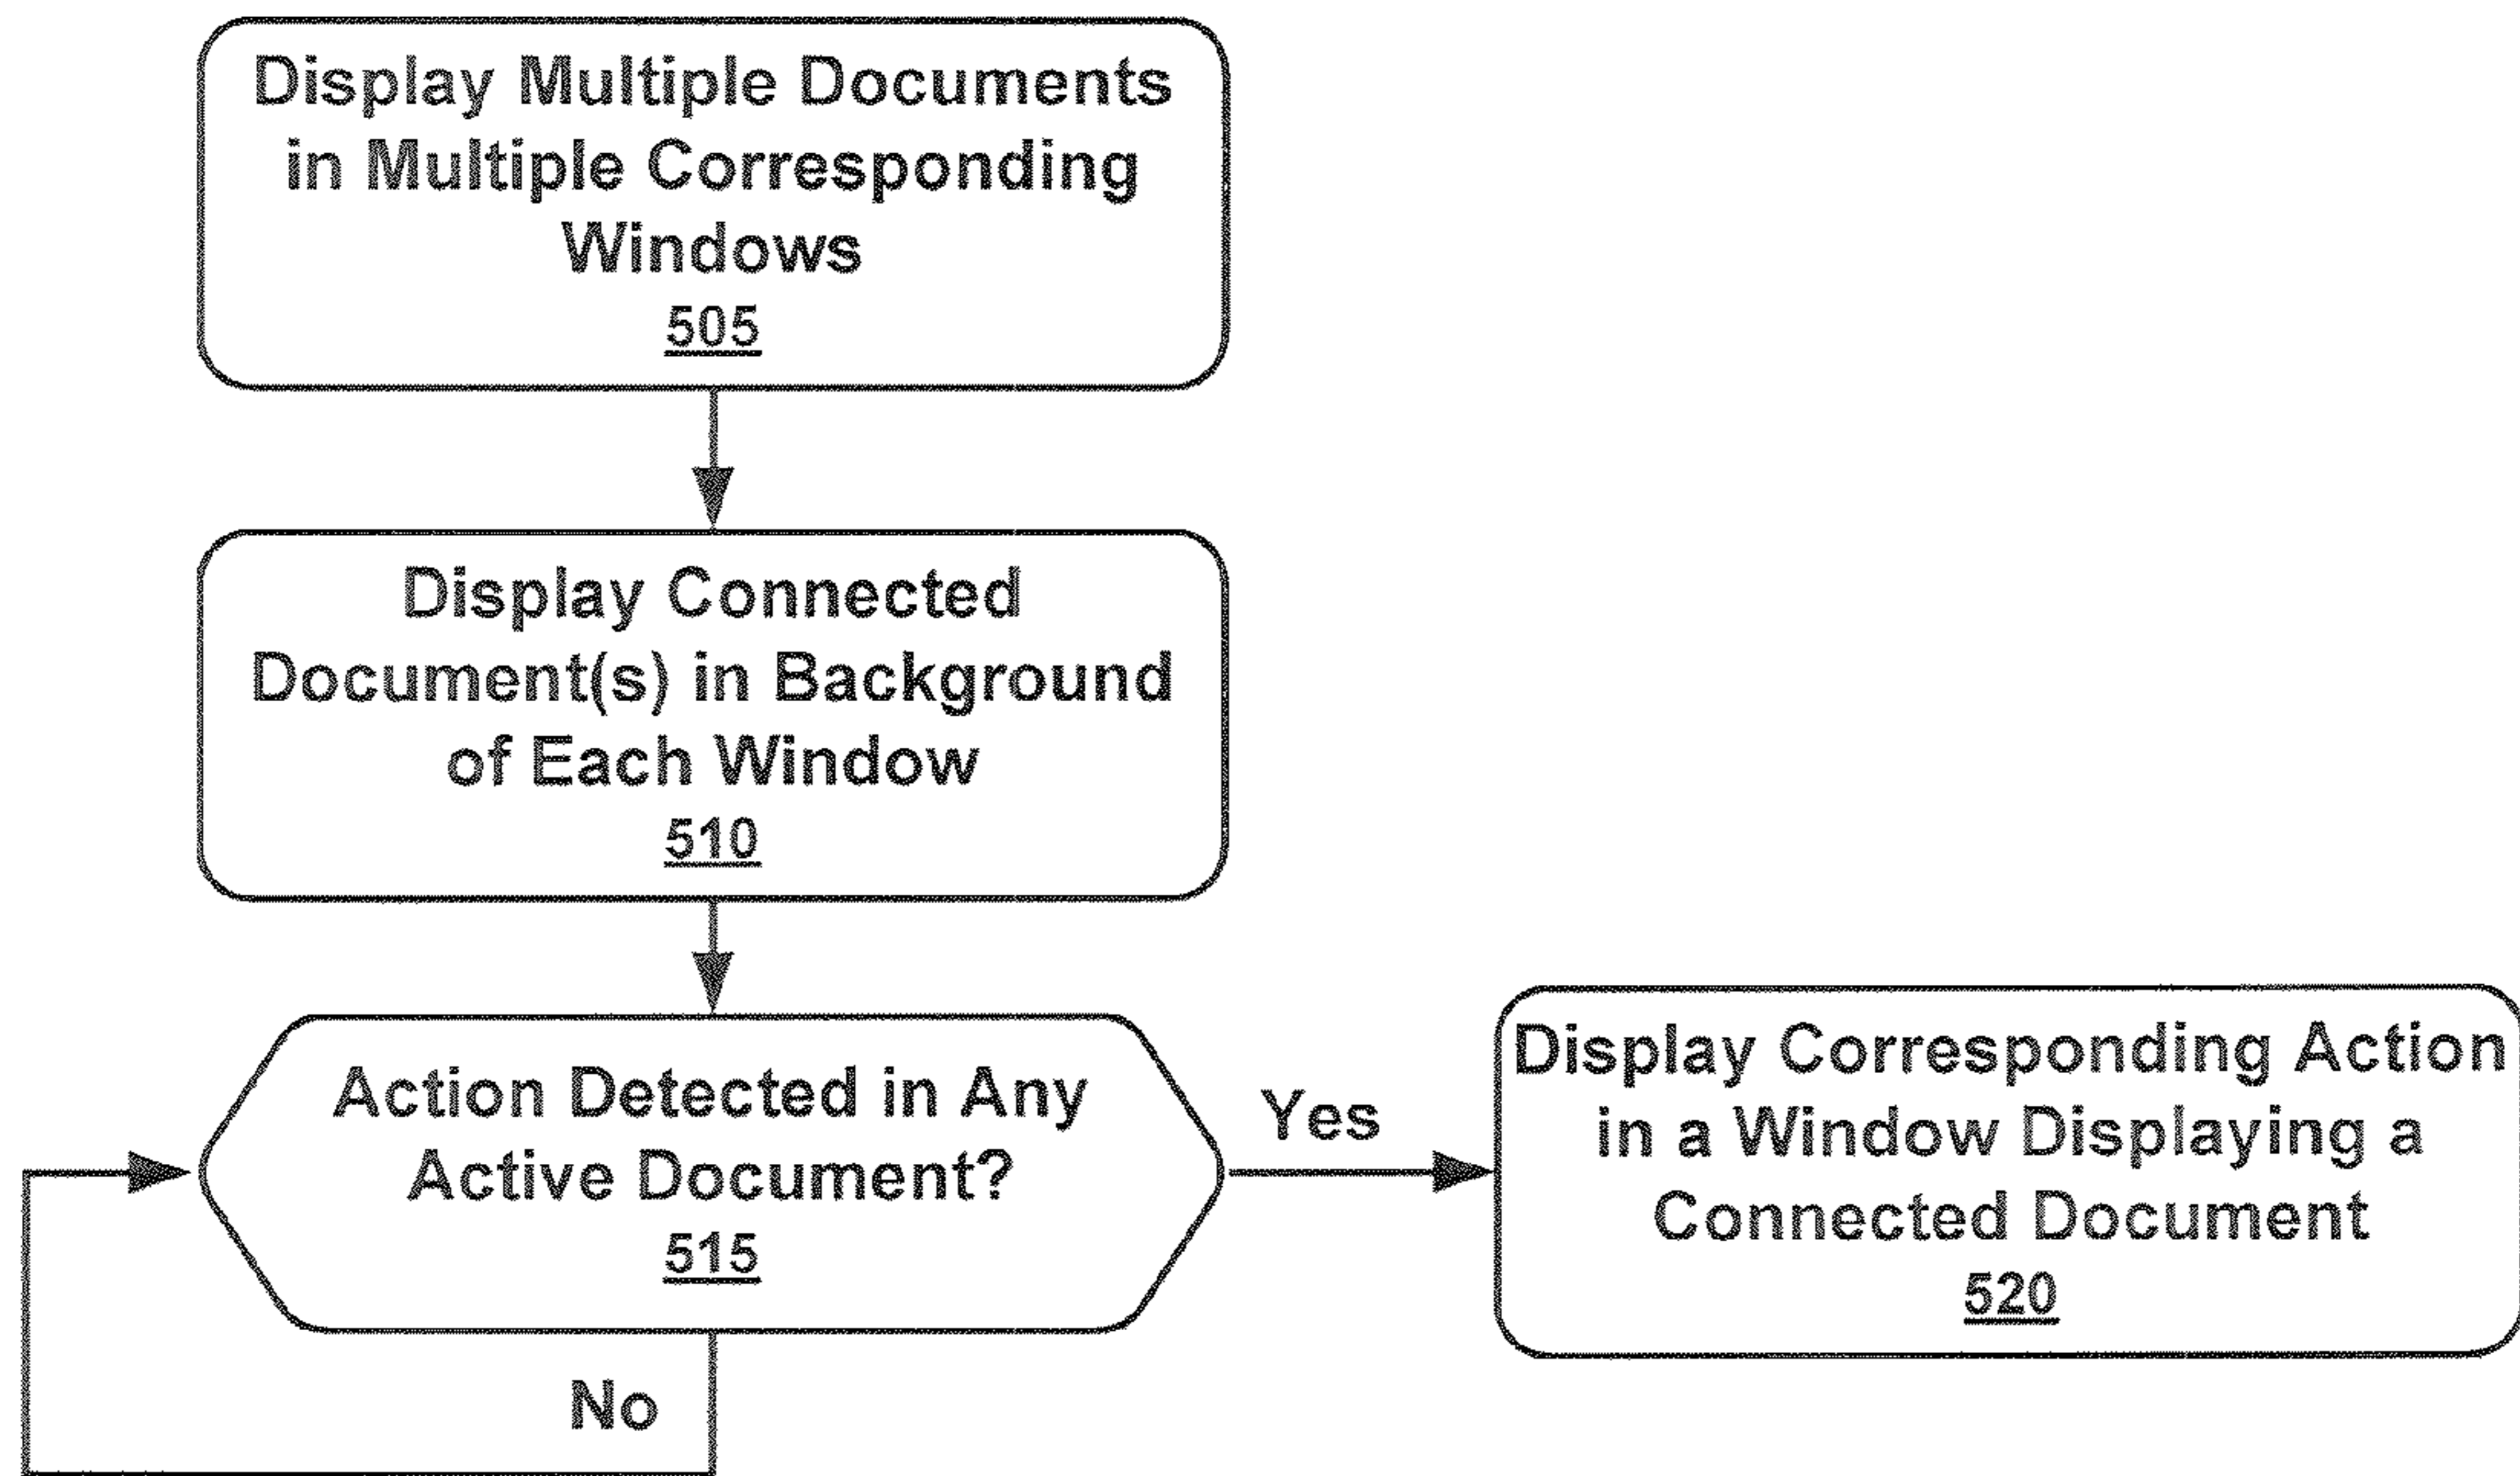 Display Multiple Documents
in Multiple Corresponding
Windows
505
Display Connected
Document(s) in Background
of Each Window
510
Action Detected in Any
Active Document?
515
Yes
No
Display Corresponding Action
in a Window Displaying a
Connected Document
520